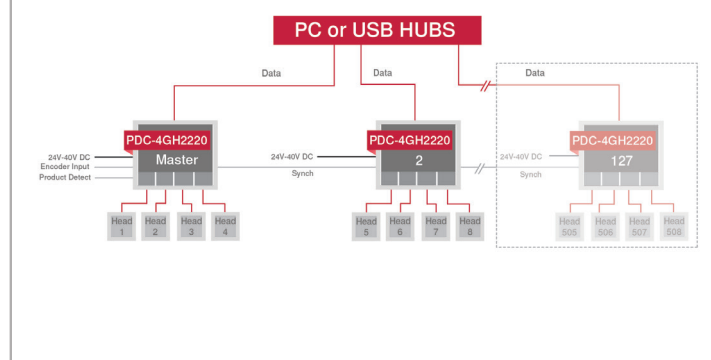 PC or USB HUBS
Data
Data
Data
PDC-4GH2220
Master
24V-40V DC
Encoder Input
Product Detect
Head
1
Head
2
Head
3
Head
4
PDC-4GH2220
2
24V-40V DC
Synch
Head
5
Head
6
Head
7
Head
8
PDC-4GH2220
127
24V-40V DC
Synch
Head
505
Head
506
Head
507
Head
508